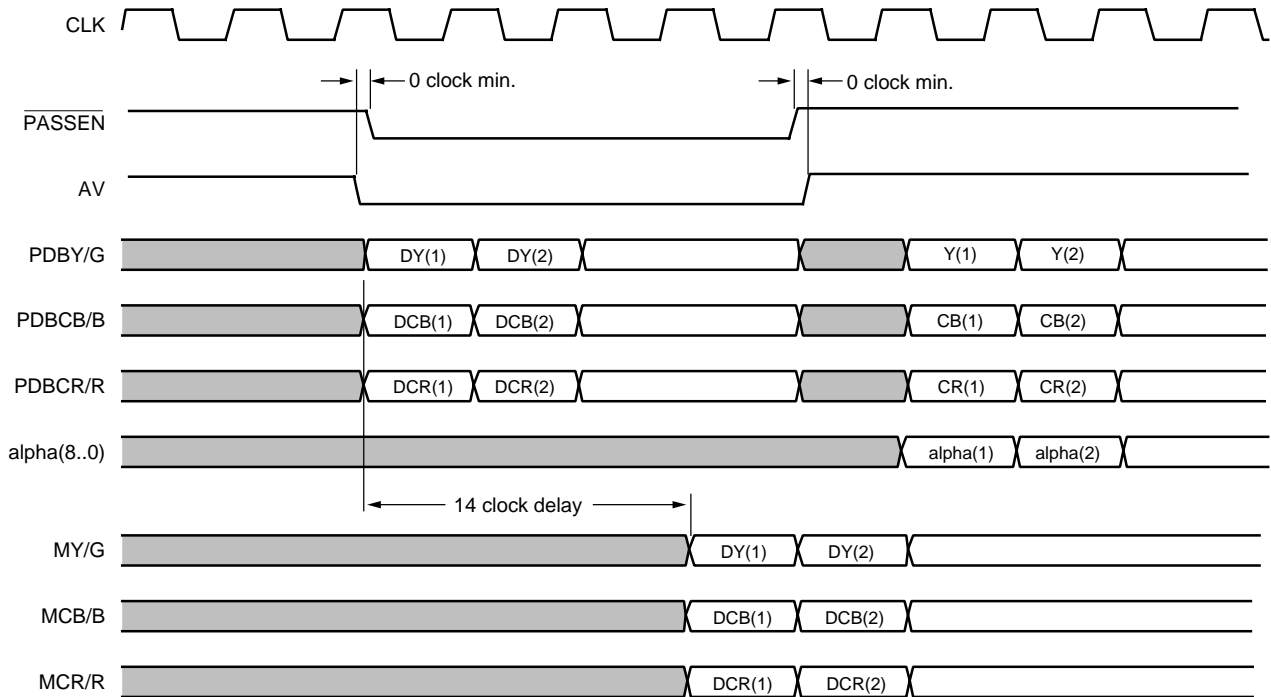 CLK
0 clock min. 0 clock min.
PASSEN
AV
PDBY/G DY(1) DY(2) Y(1) Y(2)
PDBCB/B DCB(1) DCB(2) CB(1) CB(2)
PDBCR/R DCR(1) DCR(2) CR(1) CR(2)
alpha(8..0) alpha(1) alpha(2)
14 clock delay
MY/G DY(1) DY(2)
MCB/B DCB(1) DCB(2)
MCR/R DCR(1) DCR(2)